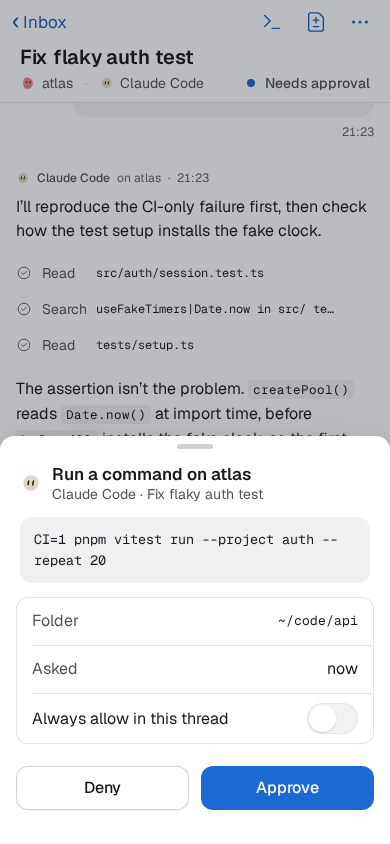 Inbox
Fix flaky auth test
atlas · Claude Code Needs approval
21:23
Claude Code on atlas · 21:23
I’ll reproduce the CI-only failure first, then check
how the test setup installs the fake clock.
Read src/auth/session.test.ts
Search useFakeTimers|Date.now in src/ te…
Read tests/setup.ts
The assertion isn’t the problem. createPool()
reads Date.now() at import time, before
installs the fake clock on the first
Run a command on atlas
Claude Code · Fix flaky auth test
CI=1 pnpm vitest run --project auth --
repeat 20
Folder ~/code/api
Asked now
Always allow in this thread
Deny Approve